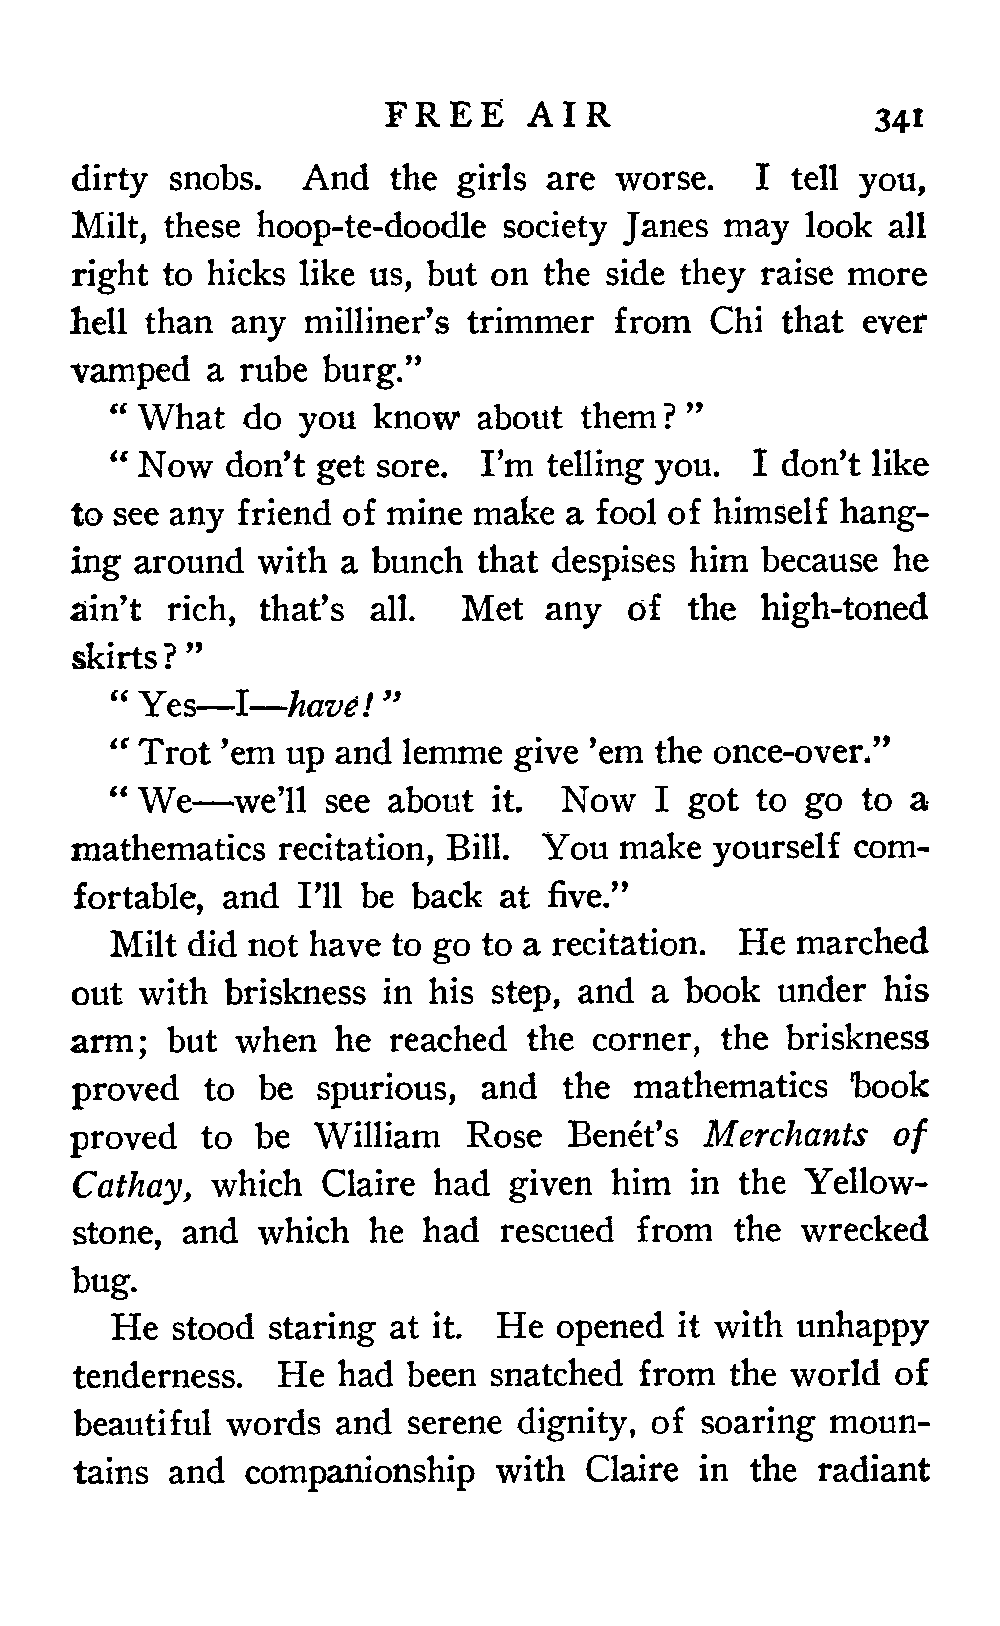 FREE AIR 341
dirty snobs. And the girls are worse. I tell you,
Milt, these hoop-te-doodle society Janes may look all
right to hicks like us, but on the side they raise more
hell than any milliner's trimmer from Chi that ever
vamped a rube burg."
"What do you know about them?"
"Now don't get sore. I'm telling you. I don't like
to see any friend of mine make a fool of himself hang-
ing around with a bunch that despises him because he
ain't rich, that's all. Met any of the high-toned
skirts?"
"Yes—I—have!"
"Trot 'em up and lemme give 'em the once-over."
"We—we'll see about it. Now I got to go to a
mathematics recitation, Bill. You make yourself com-
fortable, and I'll be back at five."
Milt did not have to go to a recitation. He marched
out with briskness in his step, and a book under his
arm; but when he reached the corner, the briskness
proved to be spurious, and the mathematics book
proved to be William Rose Benét's Merchants of
Cathay, which Claire had given him in the Yellow-
stone, and which he had rescued from the wrecked
bug.
He stood staring at it. He opened it with unhappy
tenderness. He had been snatched from the world of
beautiful words and serene dignity, of soaring moun-
tains and companionship with Claire in the radiant